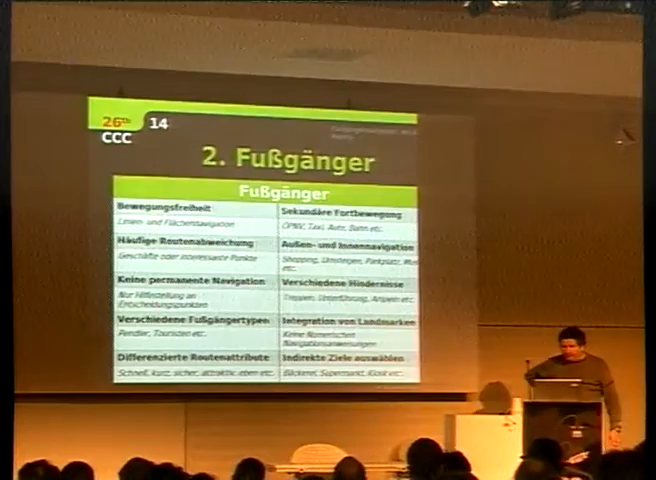 26th
CCC
14
2. Fußgänger
Fußgänger
Bewegungsfreiheit
Linien- und Flächennavigation
Häufige Routenabweichung
Geschäfte oder interessante Punkte
Keine permanente Navigation
Nur Hilfestellung an
Entscheidungspunkten
Verschiedene Fußgängertypen
Pendler, Touristen etc.
Differenzierte Routenattribute
Schnell, kurz, sicher, attraktiv, eben etc.
Sekundäre Fortbewegung
ÖPNV, Taxi, Auto, Bahn etc.
Außen- und Innennavigation
Shopping, Umsteigen, Parkplatz,
etc.
Verschiedene Hindernisse
Treppen, Unterführung, Ampeln etc.
Integration von Landmarken
Keine Numerischen
Navigationsanweisungen
Indirekte Ziele auswählen
Bäckerei, Supermarkt, Kiosk etc.